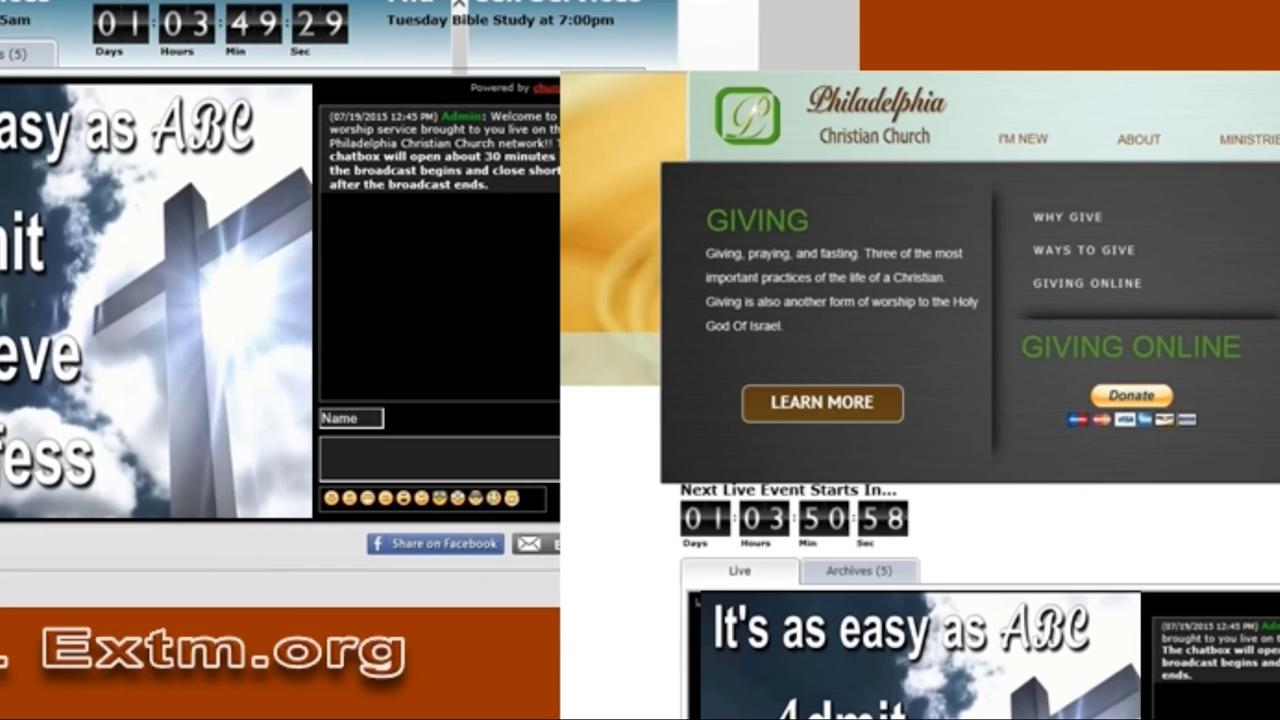 5am
01:03:49:29
Days Hours Min Sec
Tuesday Bible Study at 7:00pm
s (5)
Powered by
asy as ABC
(07/19/2015 12:45 PM) Admin: Welcome to
worship service brought to you live on th
Philadelphia Christian Church network!! T
chatbox will open about 30 minutes
the broadcast begins and close short
after the broadcast ends.
nit
eve
fess
Name
f Share on Facebook
. Extm.org
Philadelphia
Christian Church
I'M NEW ABOUT MINISTRIE
GIVING
Giving, praying, and fasting. Three of the most
important practices of the life of a Christian.
Giving is also another form of worship to the Holy
God Of Israel.
LEARN MORE
WHY GIVE
WAYS TO GIVE
GIVING ONLINE
GIVING ONLINE
Donate
Next Live Event Starts In...
01:03:50:58
Days Hours Min Sec
Live Archives (5)
It's as easy as ABC
Admit
(07/19/2015 12:45 PM) Adm
brought to you live on t
The chatbox will ope
broadcast begins and
ends.